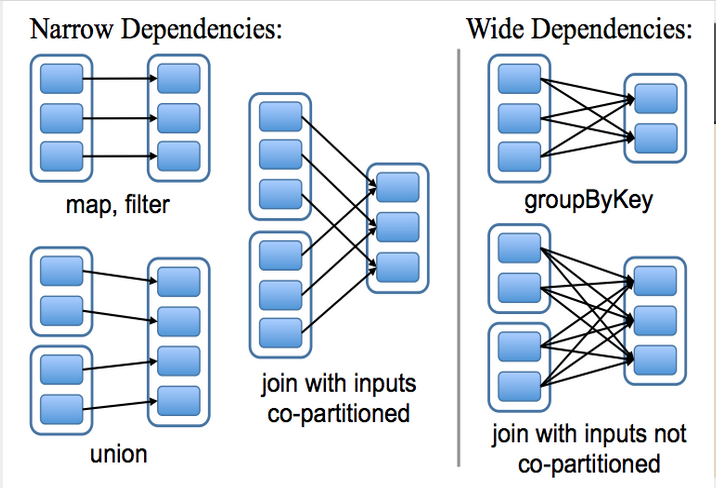 Narrow Dependencies:
map, filter
union
join with inputs
co-partitioned
Wide Dependencies:
groupByKey
join with inputs not
co-partitioned